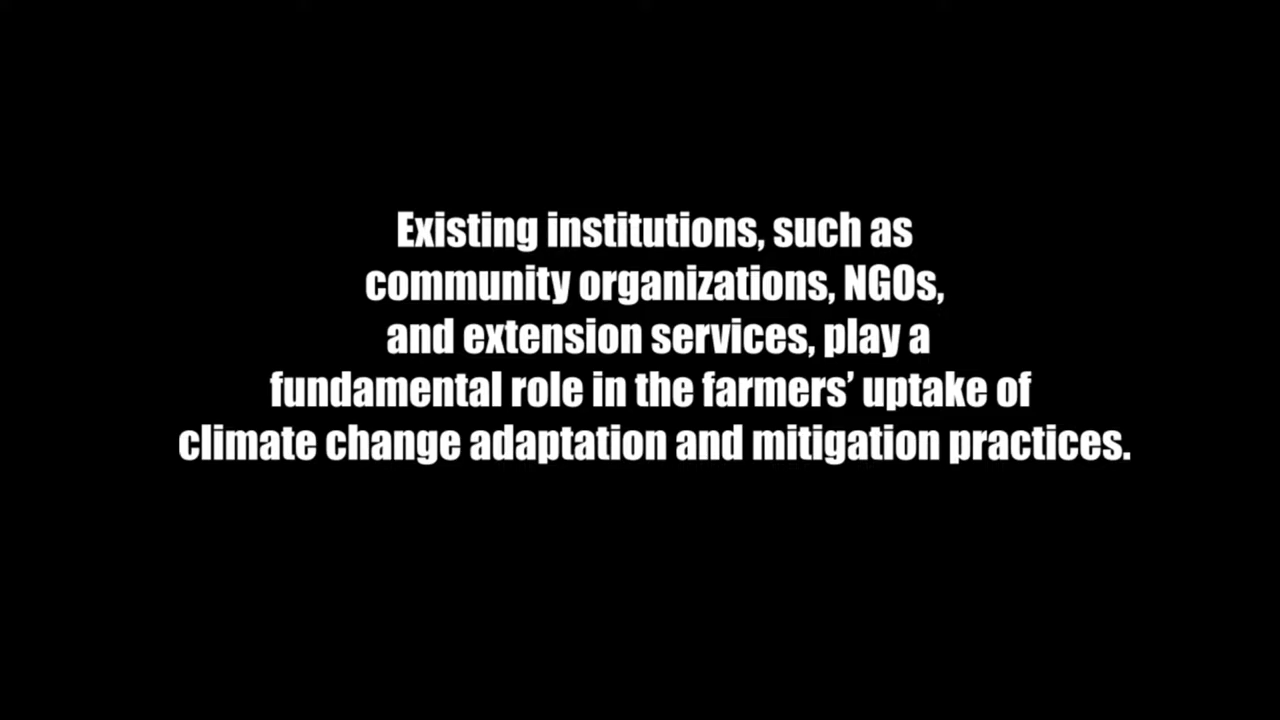 Existing institutions, such as
community organizations, NGOs,
and extension services, play a
fundamental role in the farmers’ uptake of
climate change adaptation and mitigation practices.